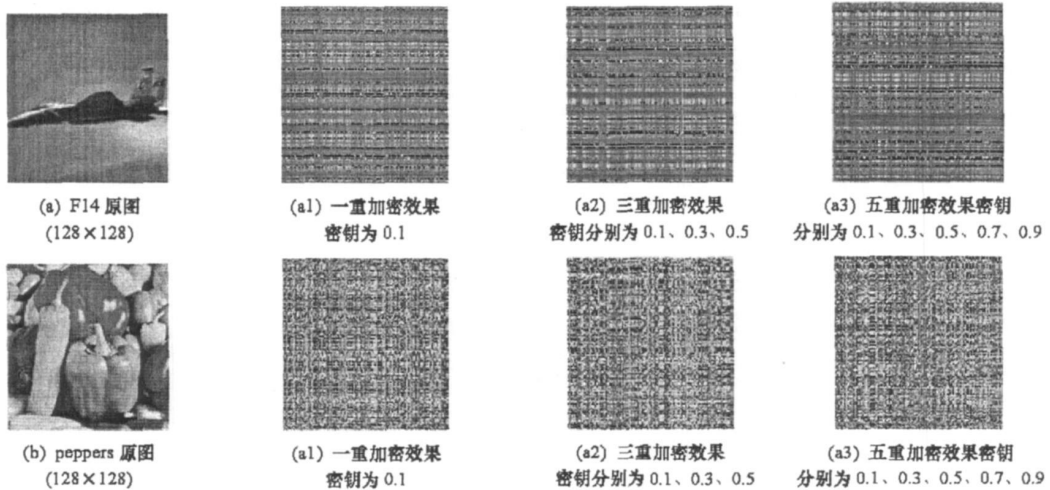 (a) F14 原图
(128×128)
(a1) 一重加密效果
密钥为 0.1
(a2) 三重加密效果
密钥分别为 0.1、0.3、0.5
(a3) 五重加密效果密钥
分别为 0.1、0.3、0.5、0.7、0.9
(b) peppers 原图
(128×128)
(a1) 一重加密效果
密钥为 0.1
(a2) 三重加密效果
密钥分别为 0.1、0.3、0.5
(a3) 五重加密效果密钥
分别为 0.1、0.3、0.5、0.7、0.9